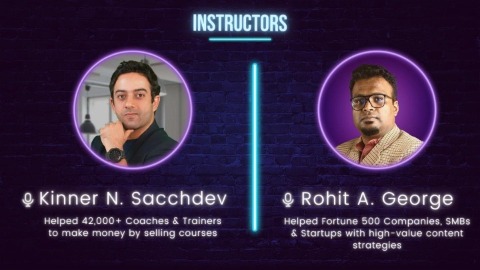 INSTRUCTORS
Kinner N. Sacchdev
Helped 42,000+ Coaches & Trainers
to make money by selling courses
Rohit A. George
Helped Fortune 500 Companies, SMBs
& Startups with high-value content
strategies